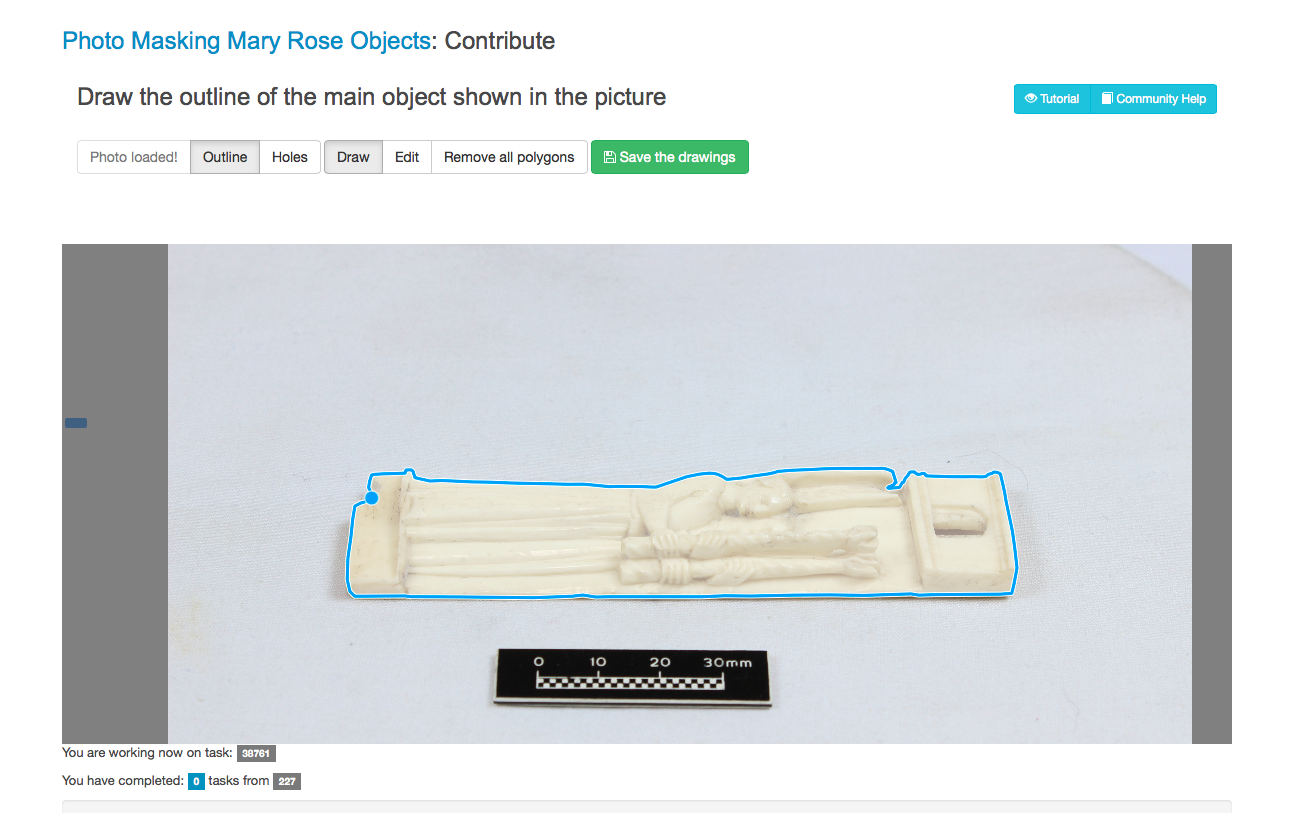 Photo Masking Mary Rose Objects: Contribute
Draw the outline of the main object shown in the picture
Tutorial Community Help
Photo loaded! Outline Holes Draw Edit Remove all polygons Save the drawings
0 10 20 30mm
You are working now on task: 38761
You have completed: 0 tasks from 227